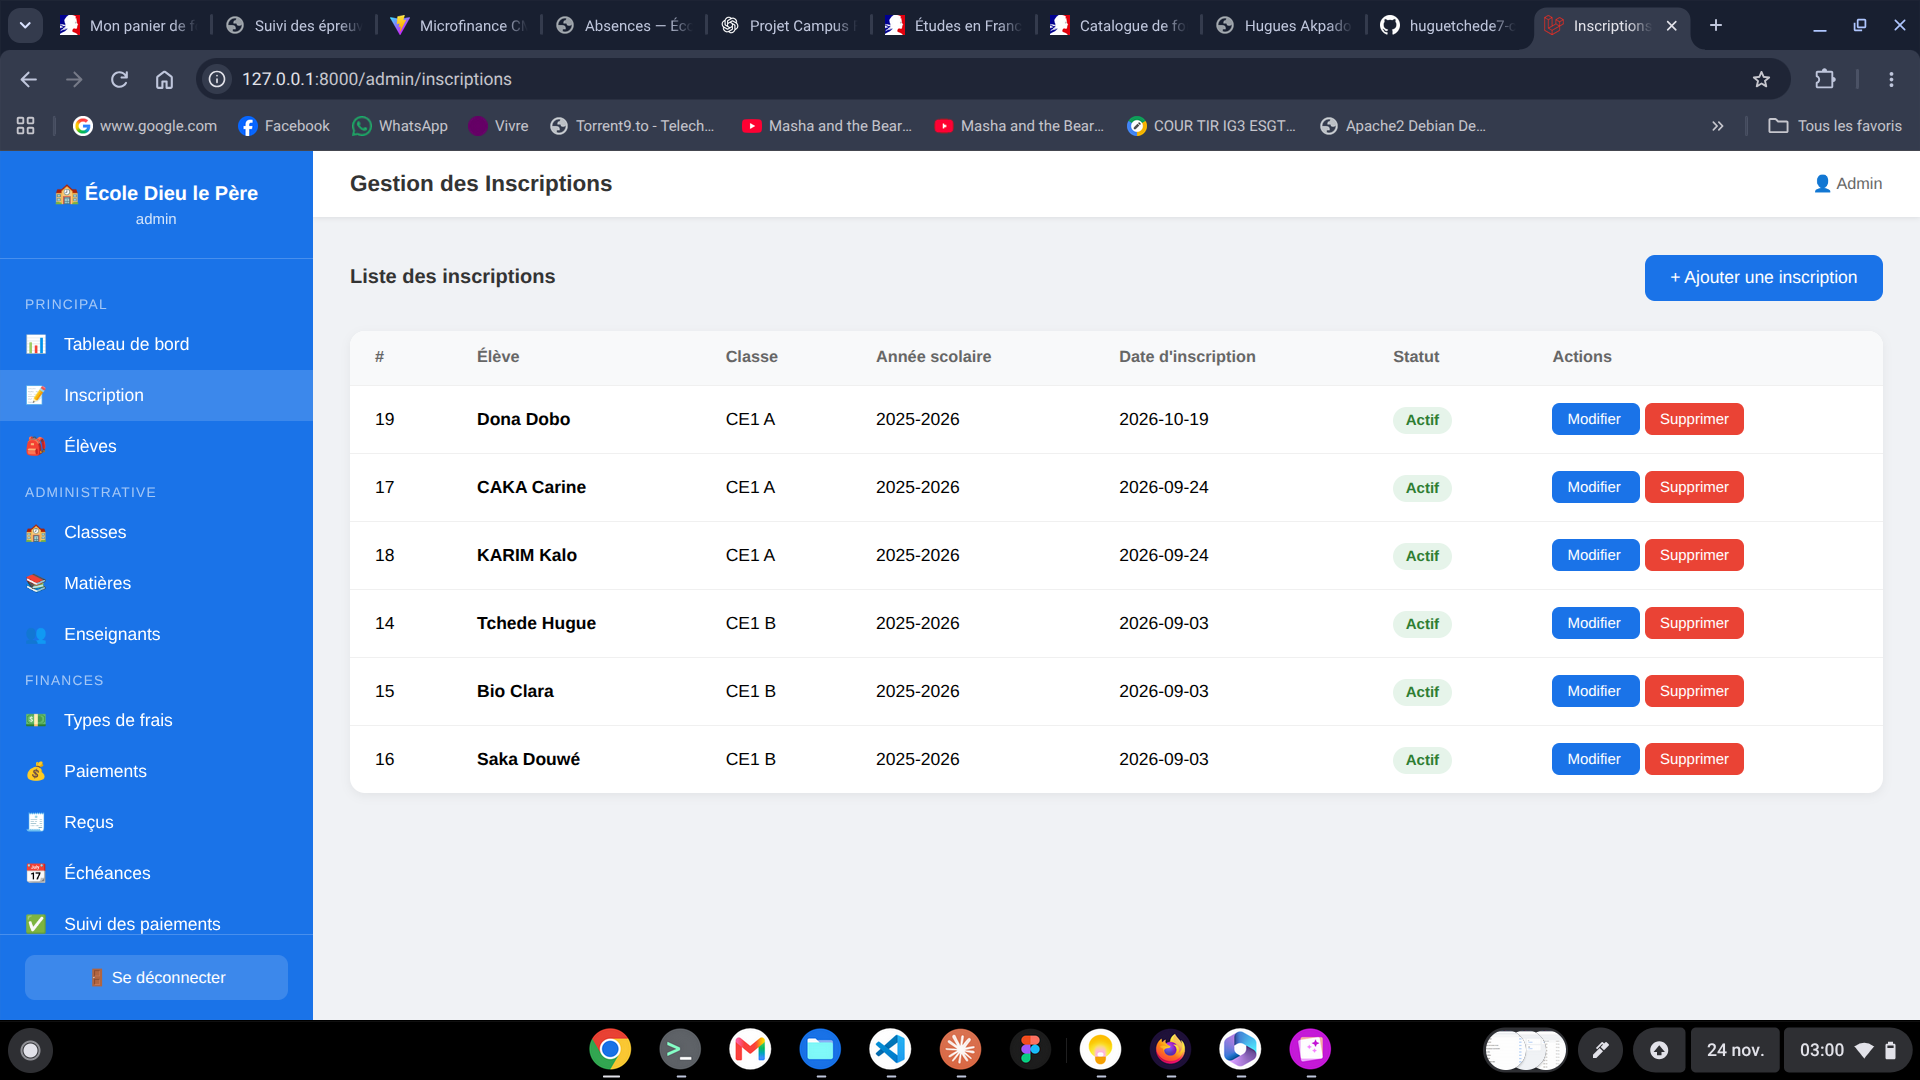 Mon panier de f
Suivi des épreuv
Microfinance CM
Absences — Éco
Projet Campus
Études en Franc
Catalogue de fo
Hugues Akpado
huguetchede7-c
Inscriptions
127.0.0.1:8000/admin/inscriptions
www.google.com
Facebook
WhatsApp
Vivre
Torrent9.to - Telech...
Masha and the Bear...
Masha and the Bear...
COUR TIR IG3 ESGT...
Apache2 Debian De...
Tous les favoris
École Dieu le Père
admin
PRINCIPAL
Tableau de bord
Inscription
Élèves
ADMINISTRATIVE
Classes
Matières
Enseignants
FINANCES
Types de frais
Paiements
Reçus
Échéances
Suivi des paiements
Se déconnecter
Gestion des Inscriptions
Admin
Liste des inscriptions
+ Ajouter une inscription
# Élève Classe Année scolaire Date d'inscription Statut Actions
19 Dona Dobo CE1 A 2025-2026 2026-10-19 Actif Modifier Supprimer
17 CAKA Carine CE1 A 2025-2026 2026-09-24 Actif Modifier Supprimer
18 KARIM Kalo CE1 A 2025-2026 2026-09-24 Actif Modifier Supprimer
14 Tchede Hugue CE1 B 2025-2026 2026-09-03 Actif Modifier Supprimer
15 Bio Clara CE1 B 2025-2026 2026-09-03 Actif Modifier Supprimer
16 Saka Douwé CE1 B 2025-2026 2026-09-03 Actif Modifier Supprimer
24 nov.
03:00